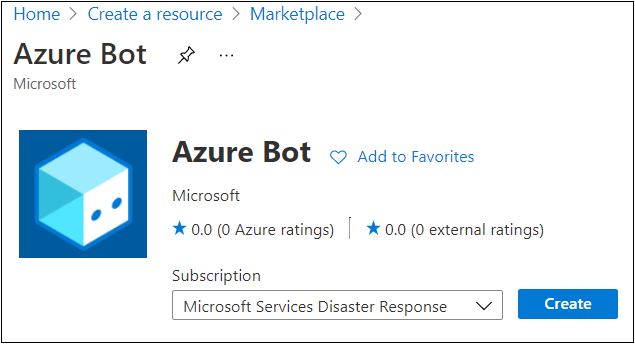 Home > Create a resource > Marketplace >
Azure Bot ...
Microsoft
Azure Bot Add to Favorites
Microsoft
0.0 (0 Azure ratings) | 0.0 (0 external ratings)
Subscription
Microsoft Services Disaster Response Create